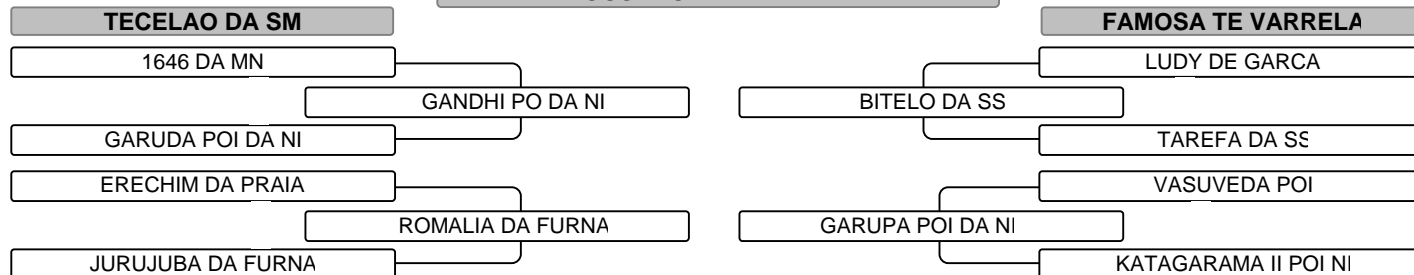 TECELAO DA SM
FAMOSA TE VARRELA
1646 DA MN
LUDY DE GARCA
GANDHI PO DA NI
BITELO DA SS
GARUDA POI DA NI
TAREFA DA SS
ERECHIM DA PRAIA
VASUVEDA POI
ROMALIA DA FURNA
GARUPA POI DA NI
JURUJUBA DA FURNA
KATAGARAMA II POI NI